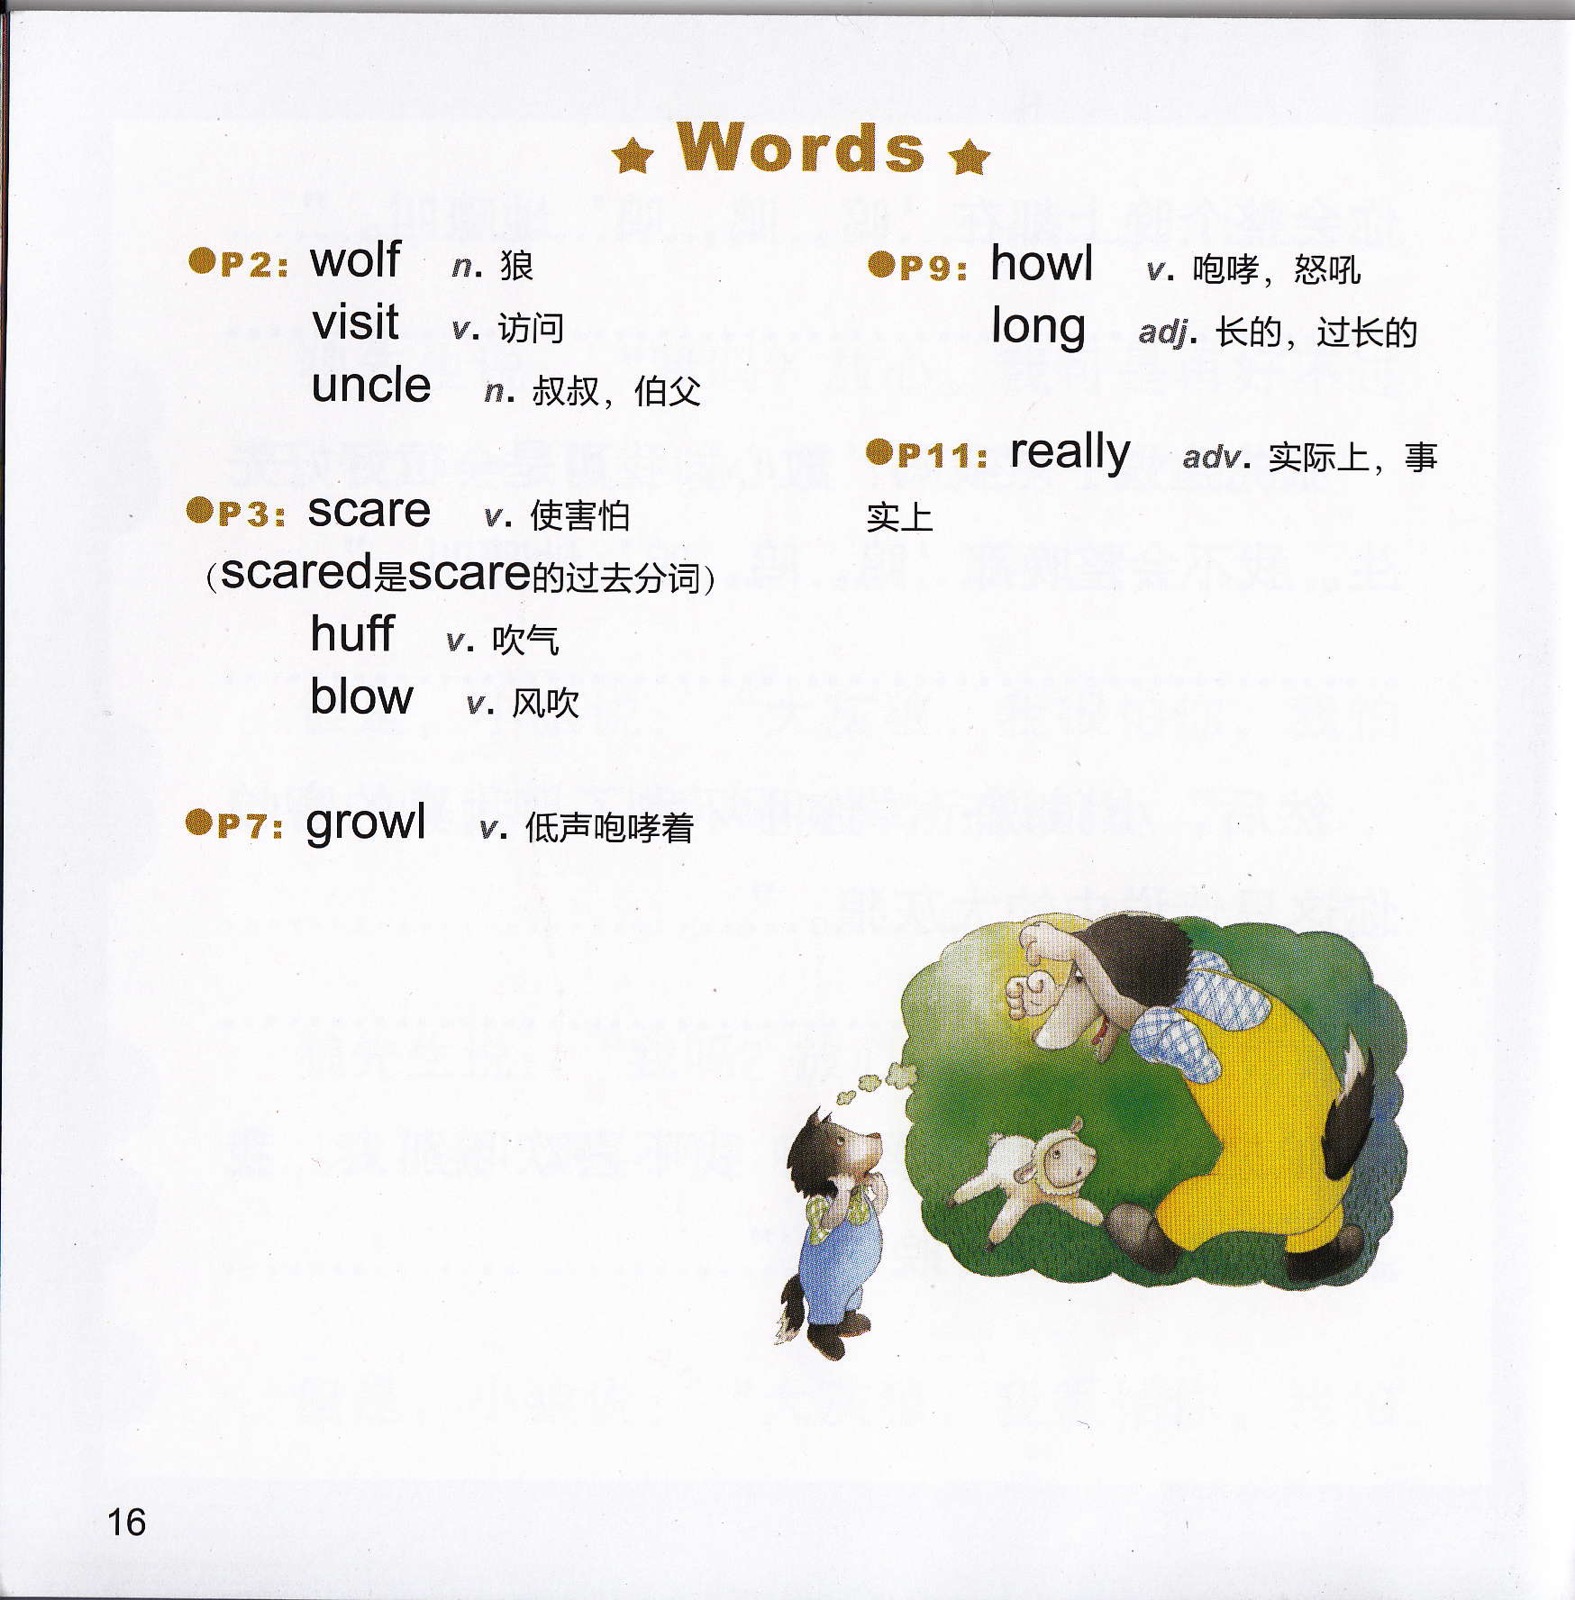 Words
P2: wolf n. 狼
visit v. 访问
uncle n. 叔叔，伯父
P3: scare v. 使害怕
（scared是scare的过去分词）
huff v. 吹气
blow v. 风吹
P7: growl v. 低声咆哮着
P9: howl v. 咆哮，怒吼
long adj. 长的，过长的
P11: really adv. 实际上，事
实上
16